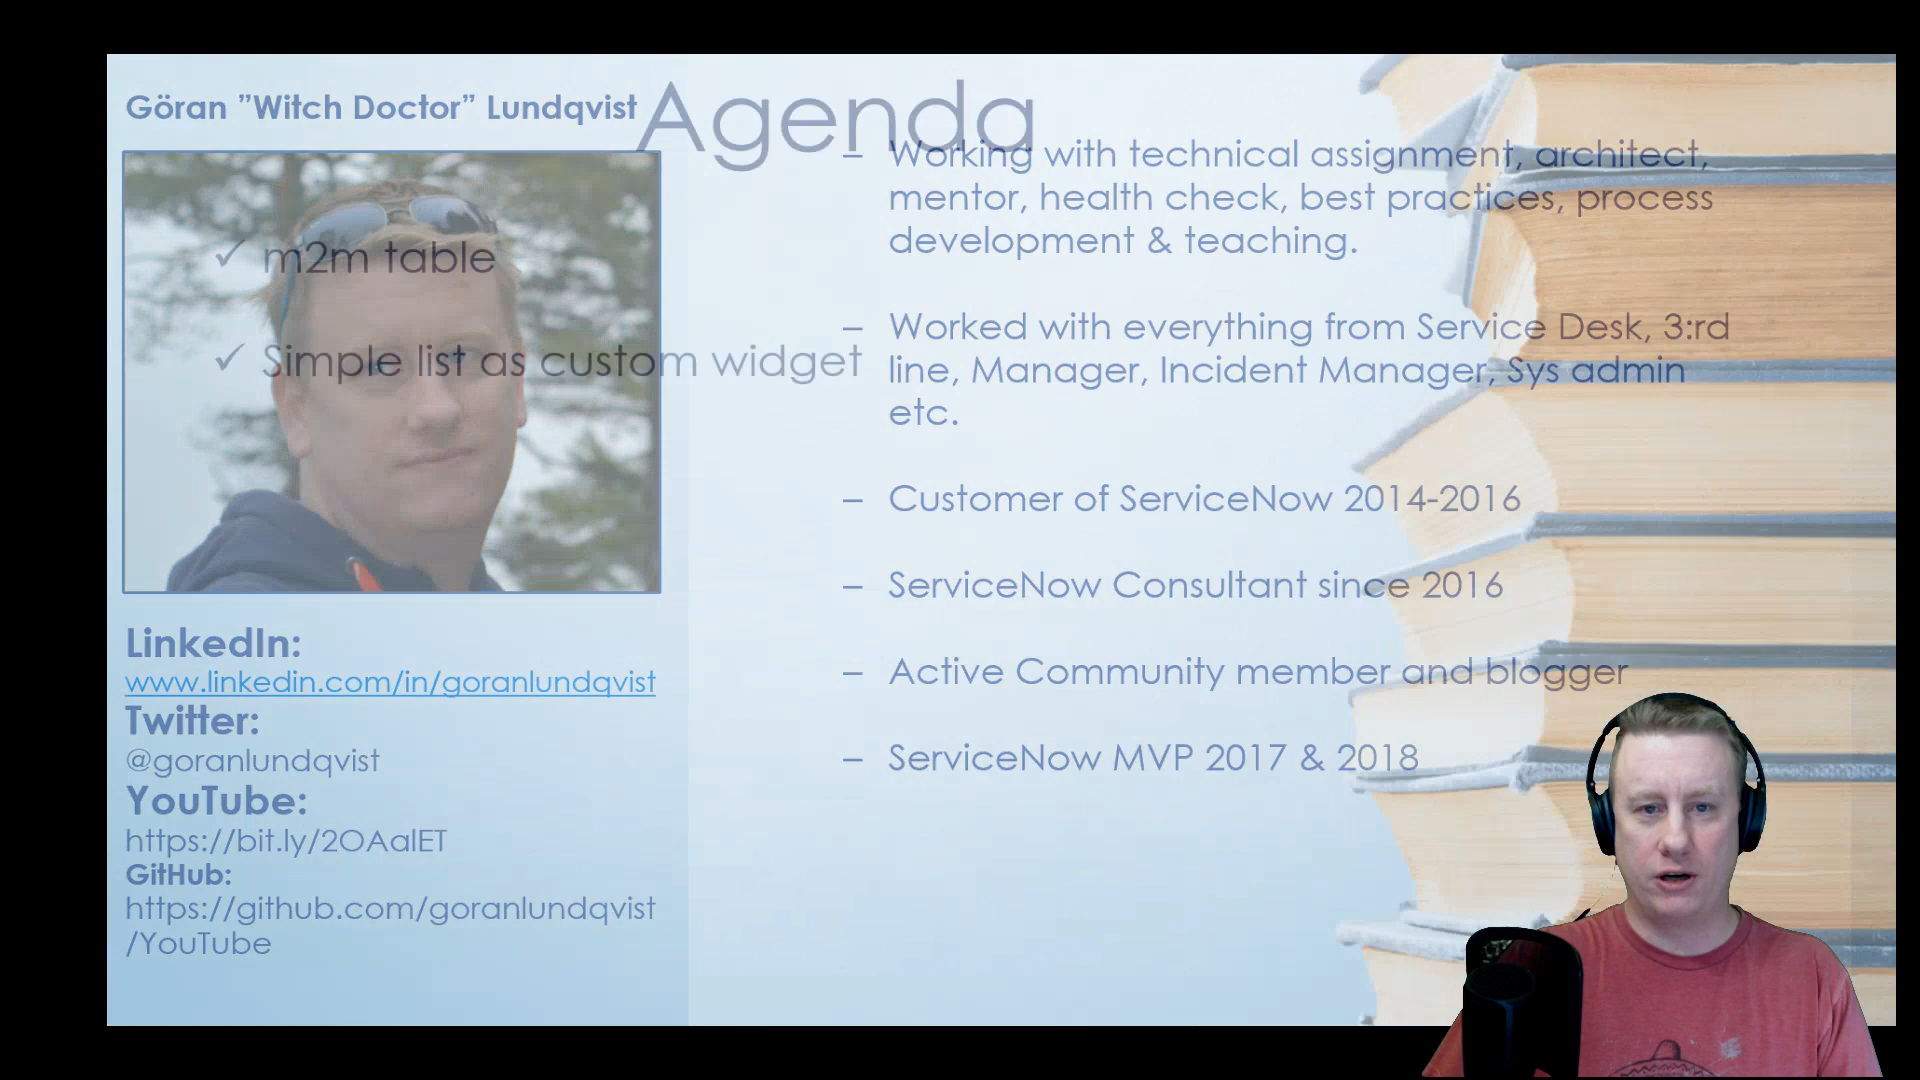 Göran ”Witch Doctor” Lundqvist
Agenda
✓ m2m table
✓ Simple list as custom widget
– Working with technical assignment, architect,
mentor, health check, best practices, process
development & teaching.
– Worked with everything from Service Desk, 3:rd
line, Manager, Incident Manager, Sys admin
etc.
– Customer of ServiceNow 2014-2016
– ServiceNow Consultant since 2016
– Active Community member and blogger
– ServiceNow MVP 2017 & 2018
LinkedIn:
www.linkedin.com/in/goranlundqvist
Twitter:
@goranlundqvist
YouTube:
https://bit.ly/2OAalET
GitHub:
https://github.com/goranlundqvist
/YouTube